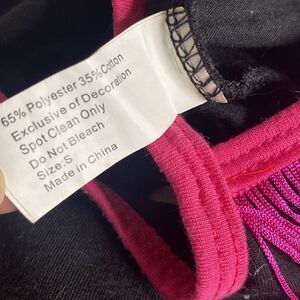 65% Polyester 35% Cotton
Exclusive of Decoration
Spot Clean Only
Do Not Bleach
Size:S
Made in China